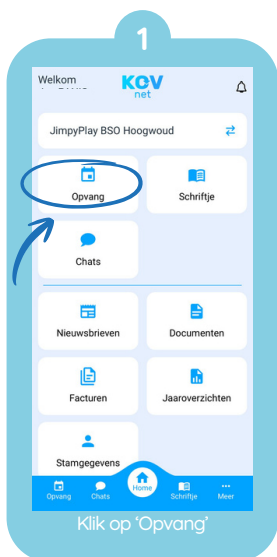 1
Welkom
KOV
net
JimpyPlay BSO Hoogwoud
Opvang
Schriftje
Chats
Nieuwsbrieven
Documenten
Facturen
Jaaroverzichten
Stamgegevens
Opvang
Chats
Home
Schriftje
Meer
Klik op 'Opvang'